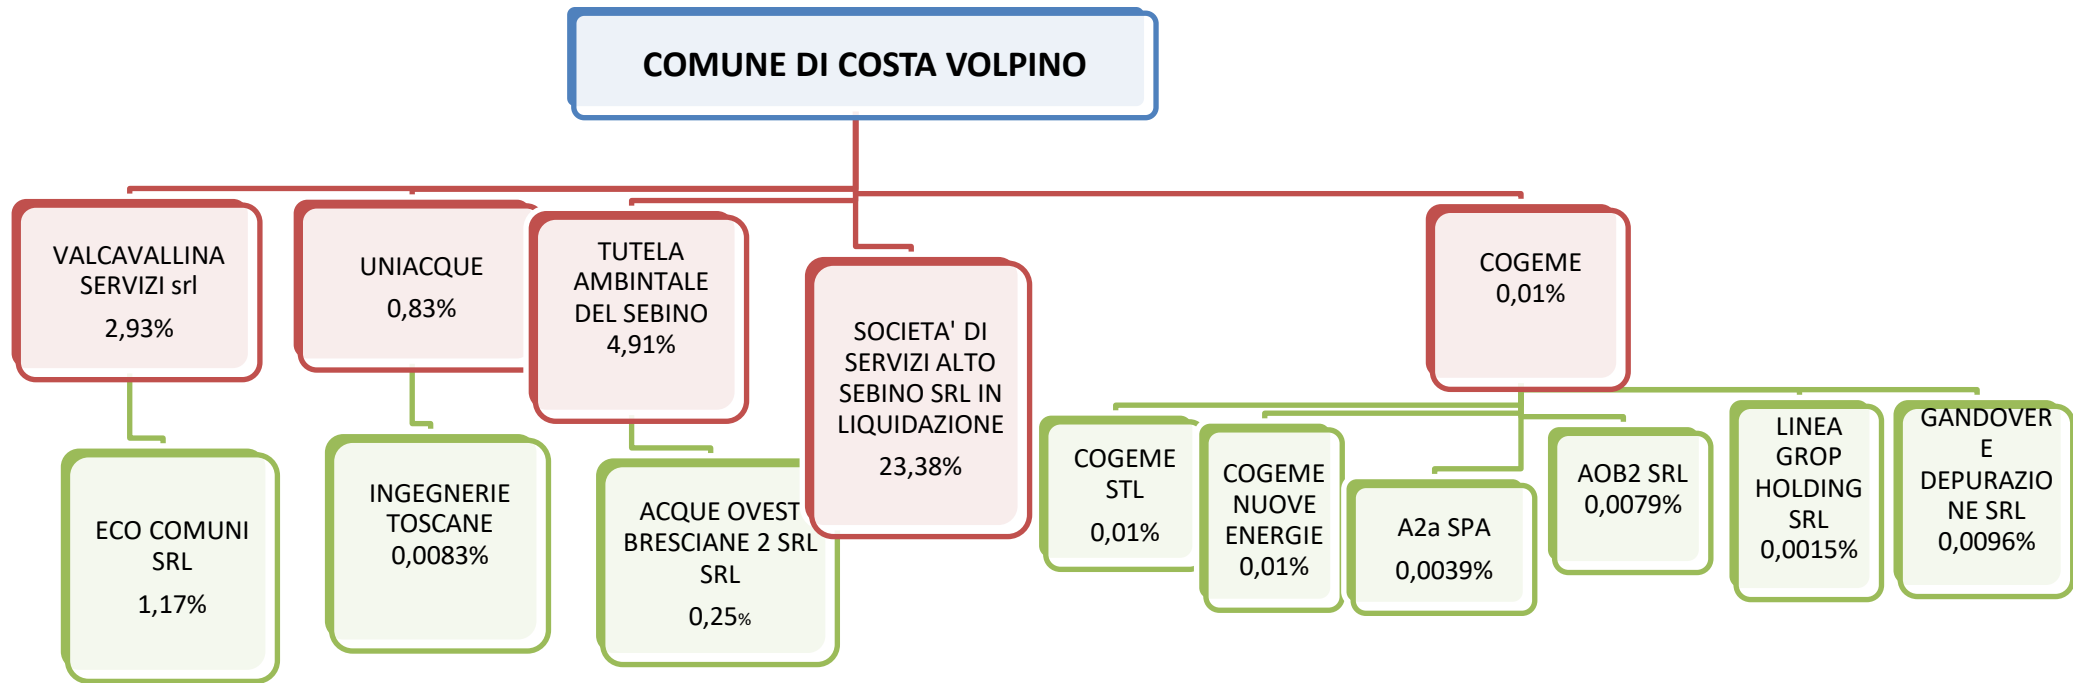 COMUNE DI COSTA VOLPINO
VALCAVALLINA
SERVIZI srl
2,93%
UNIACQUE
0,83%
TUTELA
AMBINTALE
DEL SEBINO
4,91%
SOCIETA' DI
SERVIZI ALTO
SEBINO SRL IN
LIQUIDAZIONE
23,38%
COGEME
0,01%
ECO COMUNI
SRL
1,17%
INGEGNERIE
TOSCANE
0,0083%
ACQUE OVEST
BRESCIANE 2 SRL
SRL
0,25%
COGEME
STL
0,01%
COGEME
NUOVE
ENERGIE
0,01%
A2a SPA
0,0039%
AOB2 SRL
0,0079%
LINEA
GROP
HOLDING
SRL
0,0015%
GANDOVER
E
DEPURAZIO
NE SRL
0,0096%